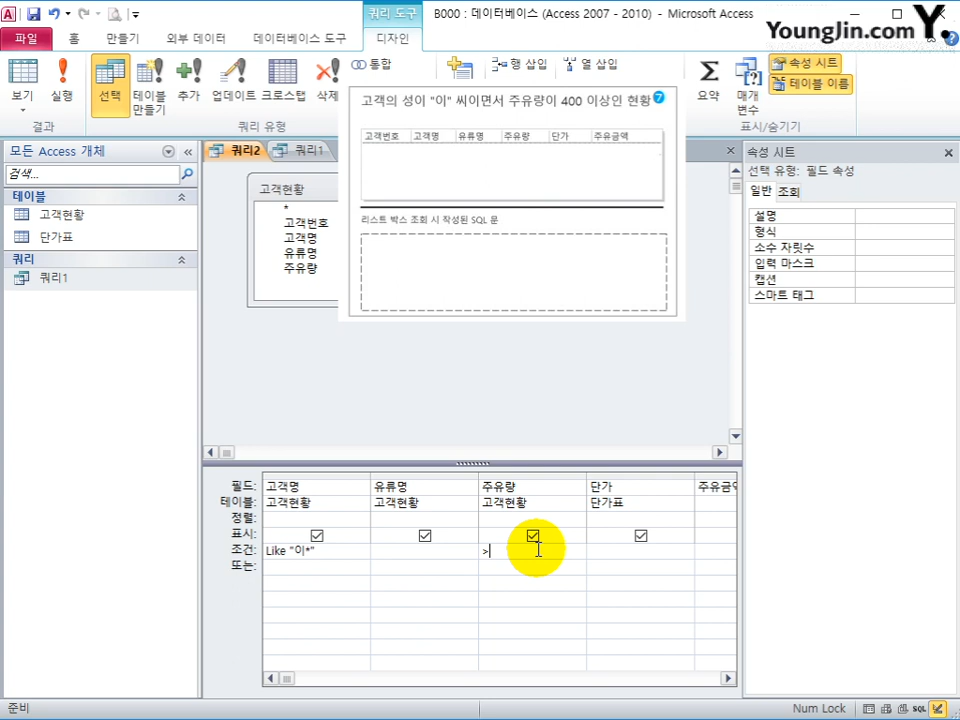 쿼리 도구
B000 : 데이터베이스 (Access 2007 - 2010) - Microsoft Access
YoungJin.com Y.
파일 홈 만들기 외부 데이터 데이터베이스 도구 디자인
보기 실행 선택 테이블 만들기 추가 업데이트 크로스탭 삭제
통합 행 삽입 열 삽입
요약 매개 변수 속성 시트
테이블 이름
결과 쿼리 유형 표시/숨기기
모든 Access 개체
검색...
테이블
고객현황
단가표
쿼리
쿼리1
쿼리2 쿼리1
고객현황
*
고객번호
고객명
유류명
주유량
고객의 성이 "이" 씨이면서 주유량이 400 이상인 현황 7
고객번호 고객명 유류명 주유량 단가 주유금액
리스트 박스 조회 시 작성된 SQL 문
속성 시트
선택 유형: 필드 속성
일반 조회
설명
형식
소수 자릿수
입력 마스크
캡션
스마트 태그
필드: 고객명 유류명 주유량 단가
테이블: 고객현황 고객현황 고객현황 단가표
정렬:
표시:
조건: Like "이*" >
또는:
준비 Num Lock SQL